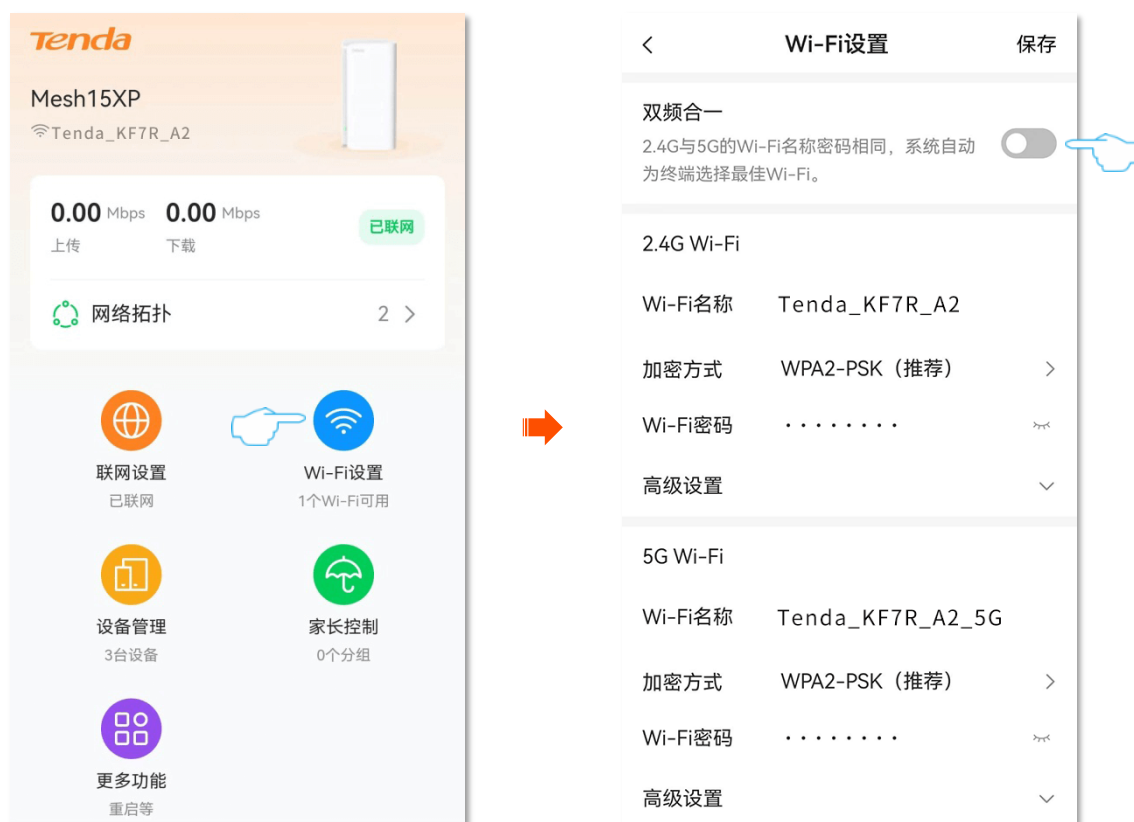 Tenda
Mesh15XP
Tenda_KF7R_A2
0.00 Mbps 0.00 Mbps
上传 下载
已联网
网络拓扑 2
联网设置 Wi-Fi设置
已联网 1个Wi-Fi可用
设备管理 家长控制
3台设备 0个分组
更多功能
重启等
Wi-Fi设置 保存
双频合一
2.4G与5G的Wi-Fi名称密码相同，系统自动
为终端选择最佳Wi-Fi。
2.4G Wi-Fi
Wi-Fi名称 Tenda_KF7R_A2
加密方式 WPA2-PSK（推荐）
Wi-Fi密码 ········
高级设置
5G Wi-Fi
Wi-Fi名称 Tenda_KF7R_A2_5G
加密方式 WPA2-PSK（推荐）
Wi-Fi密码 ········
高级设置